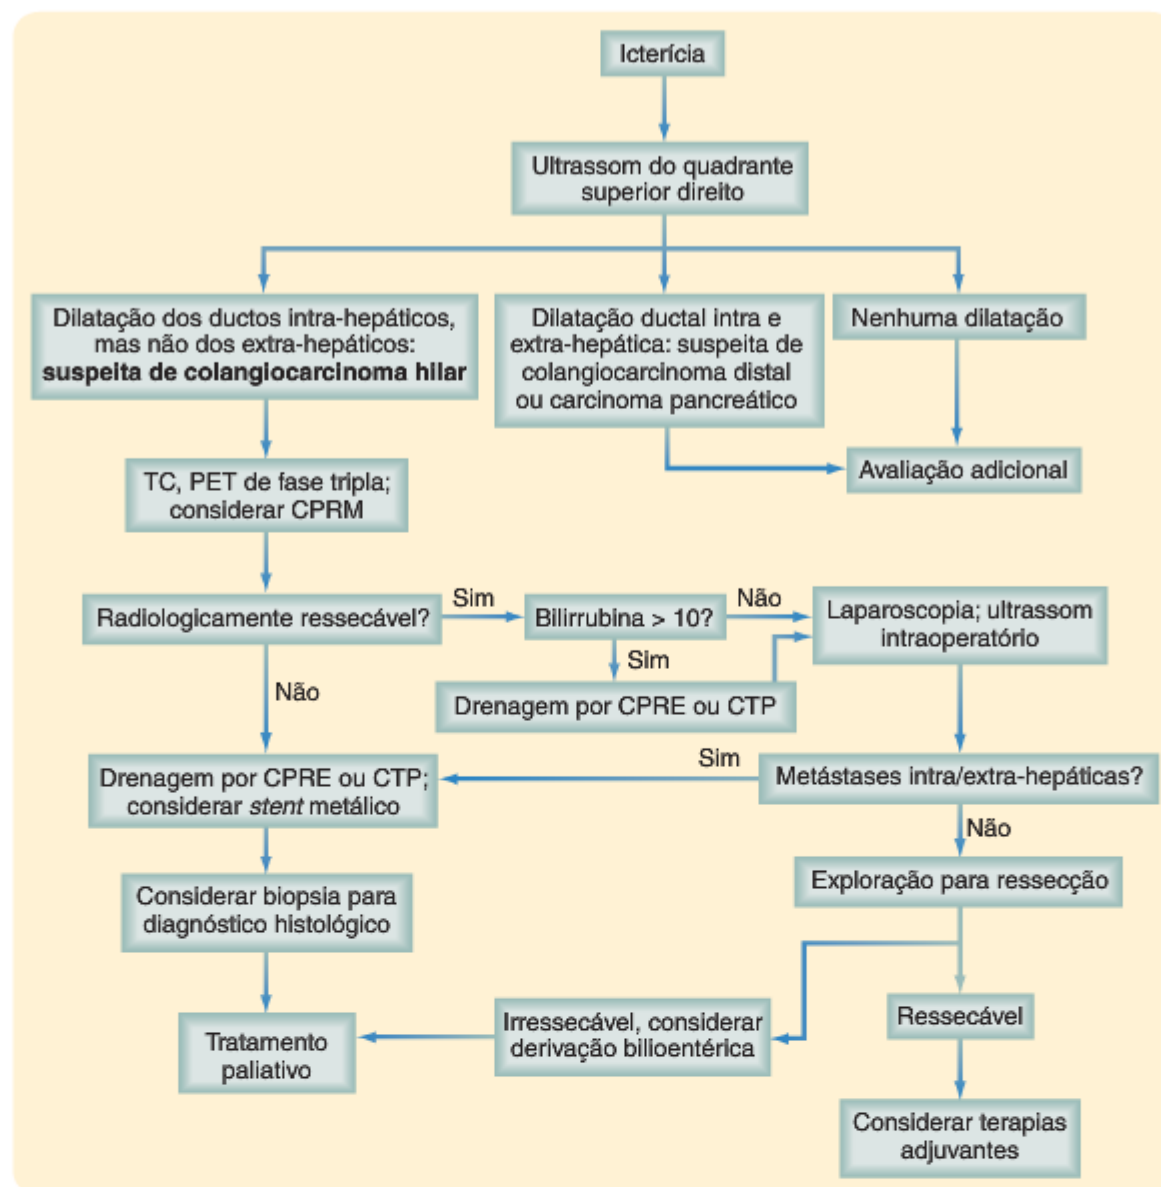 Icterícia
Ultrassom do quadrante
superior direito
Dilatação dos ductos intra-hepáticos,
mas não dos extra-hepáticos:
suspeita de colangiocarcinoma hilar
Dilatação ductal intra e
extra-hepática: suspeita de
colangiocarcinoma distal
ou carcinoma pancreático
Nenhuma dilatação
Avaliação adicional
TC, PET de fase tripla;
considerar CPRM
Radiologicamente ressecável?
Sim
Bilirrubina > 10?
Não
Laparoscopia; ultrassom
intraoperatório
Sim
Drenagem por CPRE ou CTP
Não
Drenagem por CPRE ou CTP;
considerar stent metálico
Sim
Metástases intra/extra-hepáticas?
Não
Considerar biopsia para
diagnóstico histológico
Exploração para ressecção
Tratamento
paliativo
Irressecável, considerar
derivação bilioentérica
Ressecável
Considerar terapias
adjuvantes